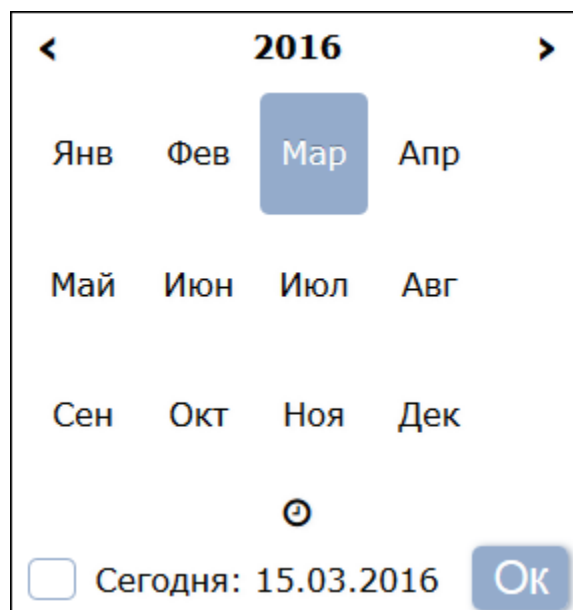 < 2016 >
Янв Фев Мар Апр
Май Июн Июл Авг
Сен Окт Ноя Дек
Сегодня: 15.03.2016 Ок